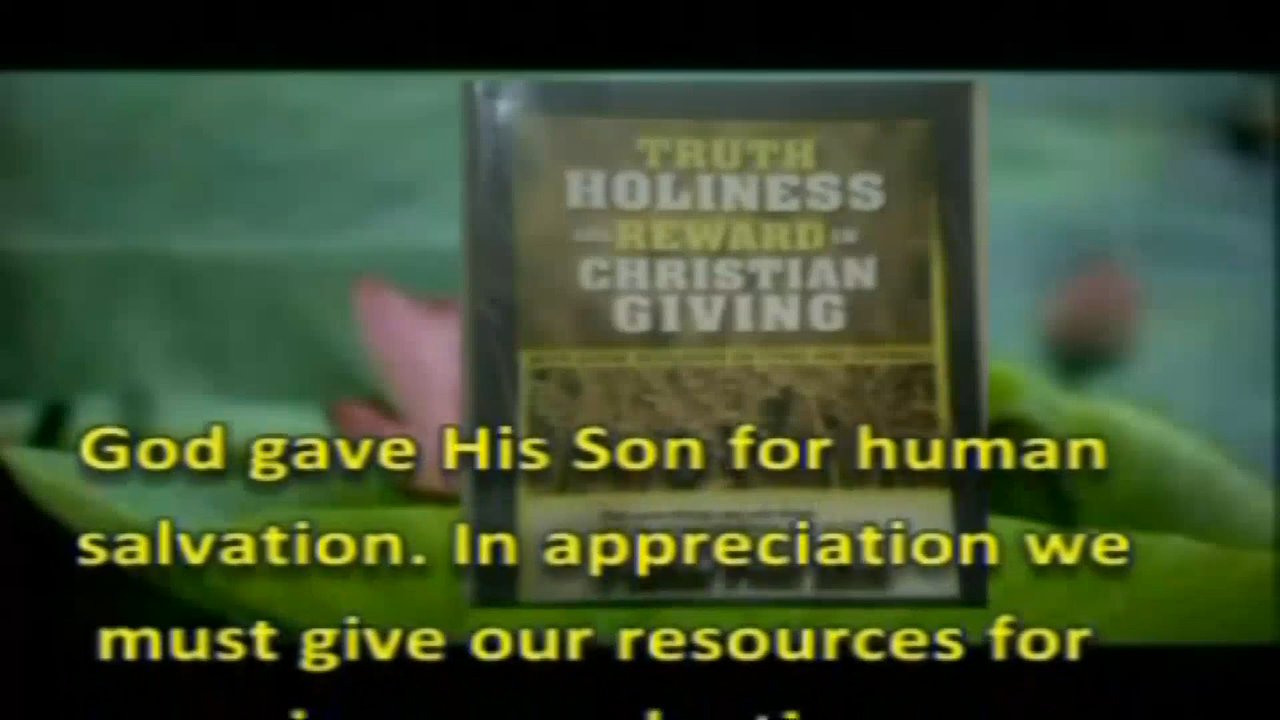 TRUTH
HOLINESS
REWARD
CHRISTIAN
GIVING
God gave His Son for human
salvation. In appreciation we
must give our resources for